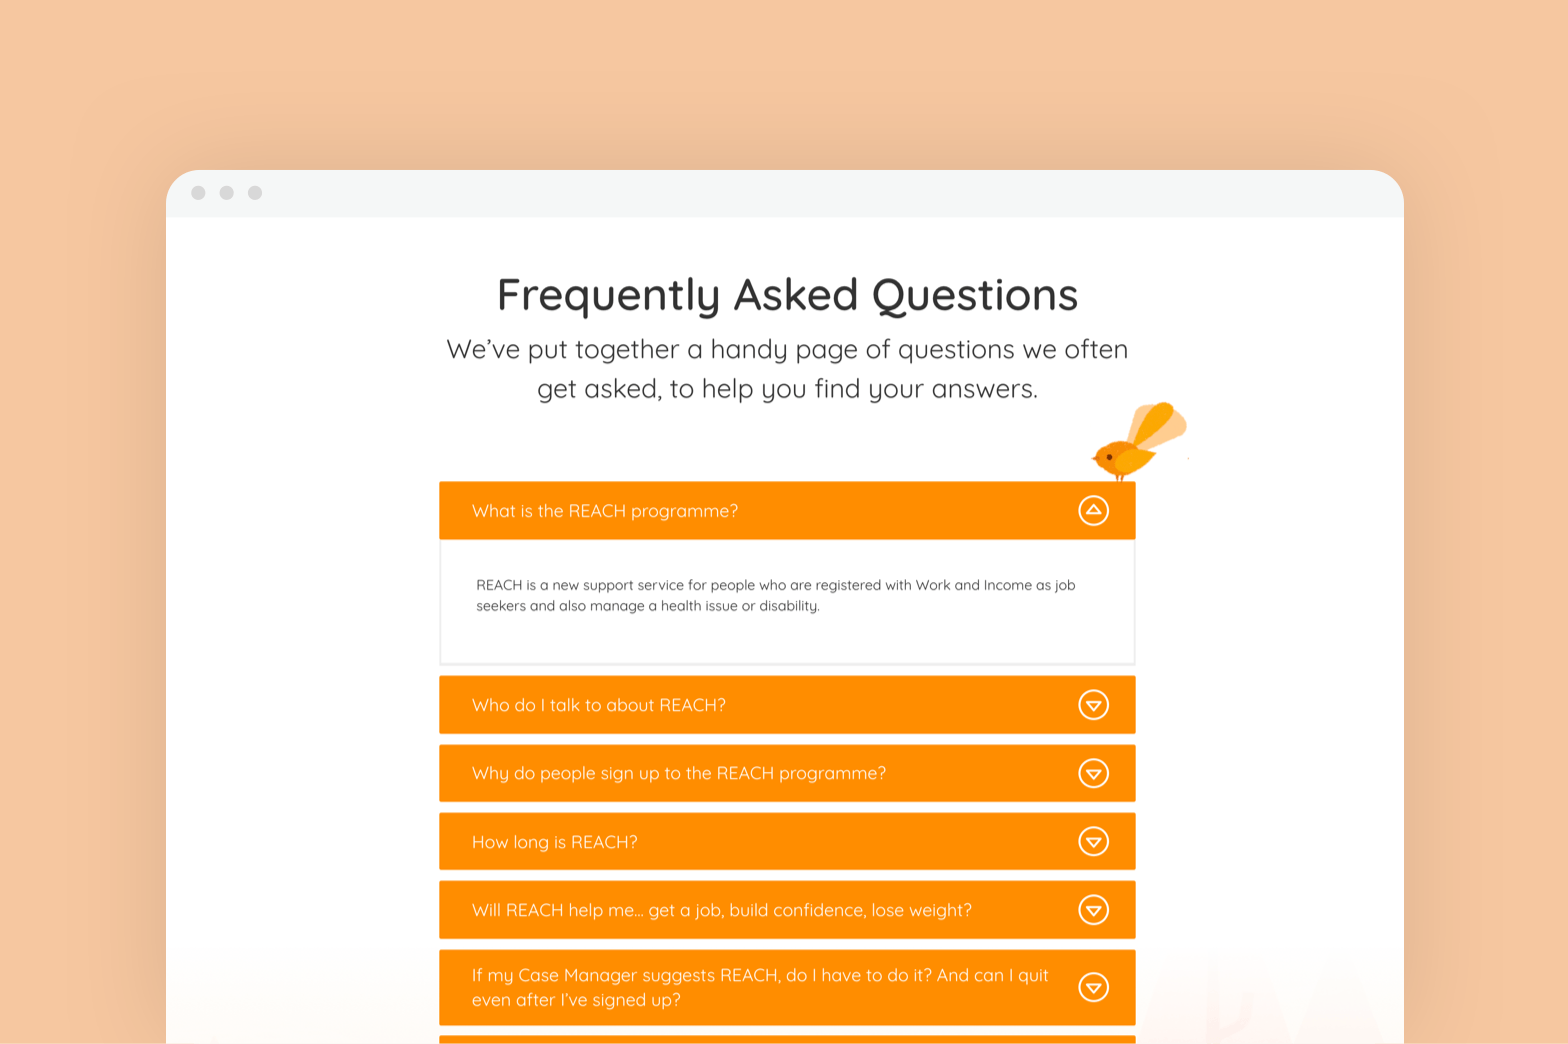 Frequently Asked Questions
We’ve put together a handy page of questions we often
get asked, to help you find your answers.
What is the REACH programme?
REACH is a new support service for people who are registered with Work and Income as job
seekers and also manage a health issue or disability.
Who do I talk to about REACH?
Why do people sign up to the REACH programme?
How long is REACH?
Will REACH help me... get a job, build confidence, lose weight?
If my Case Manager suggests REACH, do I have to do it? And can I quit
even after I’ve signed up?